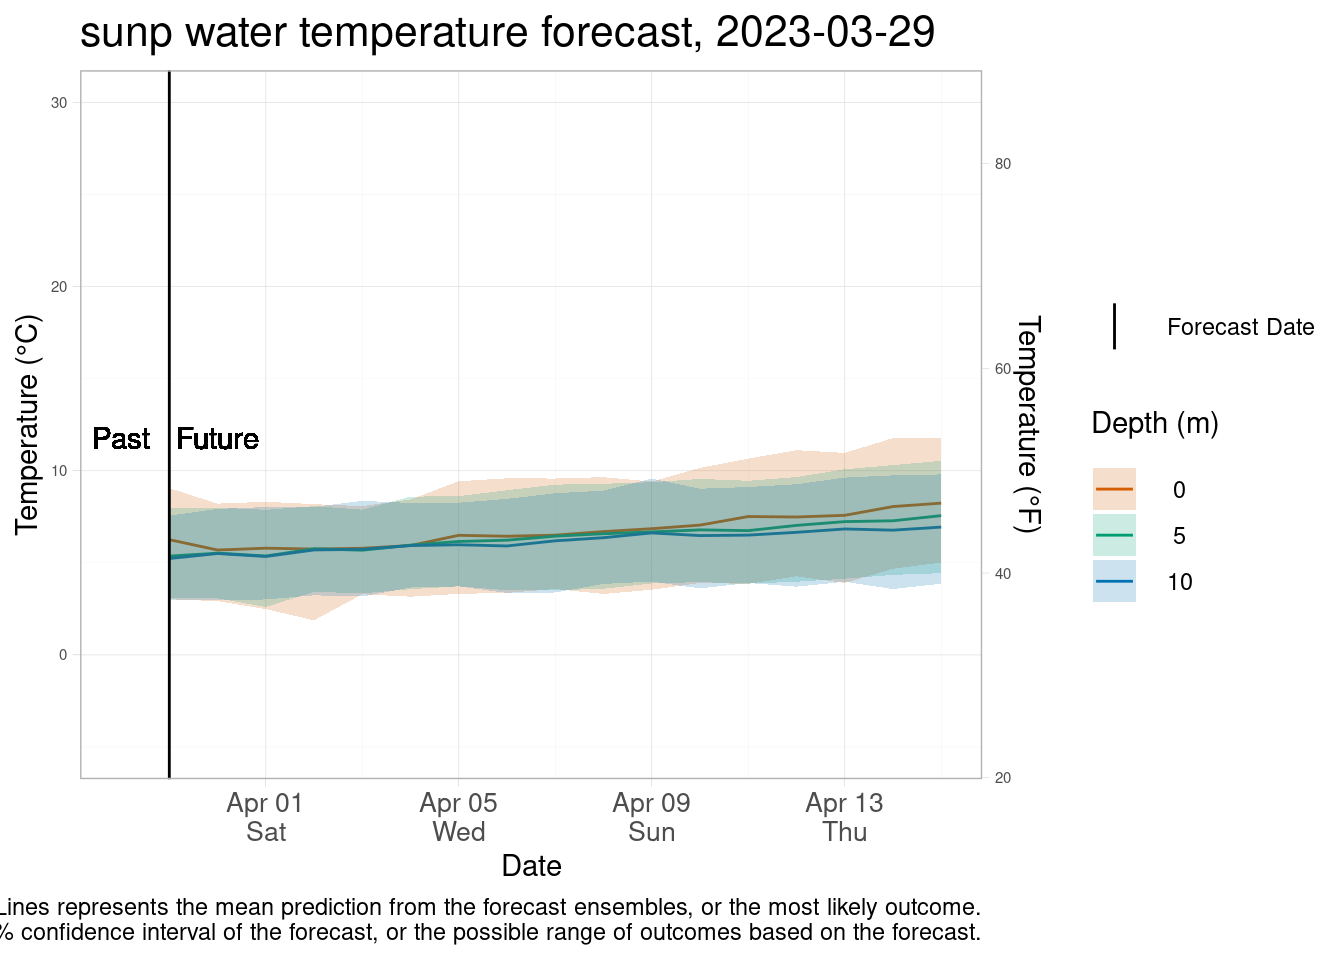 sunp water temperature forecast, 2023-03-29
30
20
10
0
Temperature (°C)
Past
Future
80
60
40
20
Temperature (°F)
Apr 01
Sat
Apr 05
Wed
Apr 09
Sun
Apr 13
Thu
Date
Forecast Date
Depth (m)
0
5
10
Lines represents the mean prediction from the forecast ensembles, or the most likely outcome.
% confidence interval of the forecast, or the possible range of outcomes based on the forecast.